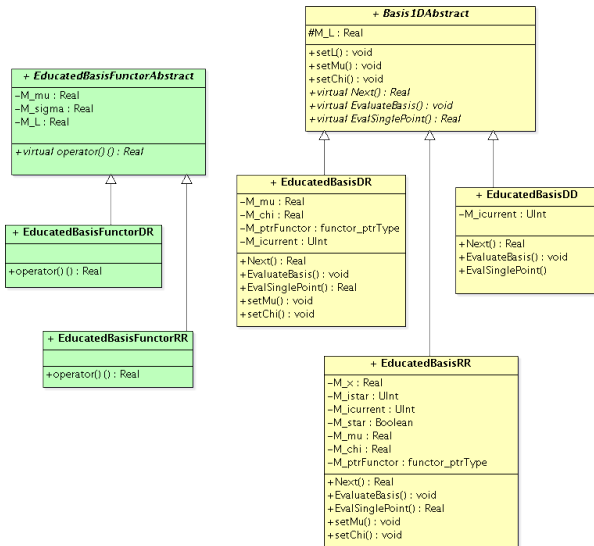 + EducatedBasisFunctorAbstract
-M_mu : Real
-M_sigma : Real
-M_L : Real
+virtual operator()() : Real
+ EducatedBasisFunctorDR
+operator()() : Real
+ EducatedBasisFunctorRR
+operator()() : Real
+ Basis1DAbstract
#M_L : Real
+setL() : void
+setMu() : void
+setChi() : void
+virtual Next() : Real
+virtual EvaluateBasis() : void
+virtual EvalSinglePoint() : Real
+ EducatedBasisDR
-M_mu : Real
-M_chi : Real
-M_ptrFunctor : functor_ptrType
-M_icurrent : UInt
+Next() : Real
+EvaluateBasis() : void
+EvalSinglePoint() : Real
+setMu() : void
+setChi() : void
+ EducatedBasisDD
-M_icurrent : UInt
+Next() : Real
+EvaluateBasis() : void
+EvalSinglePoint()
+ EducatedBasisRR
-M_x : Real
-M_istar : UInt
-M_icurrent : UInt
-M_star : Boolean
-M_mu : Real
-M_chi : Real
-M_ptrFunctor : functor_ptrType
+Next() : Real
+EvaluateBasis() : void
+EvalSinglePoint() : Real
+setMu() : void
+setChi() : void